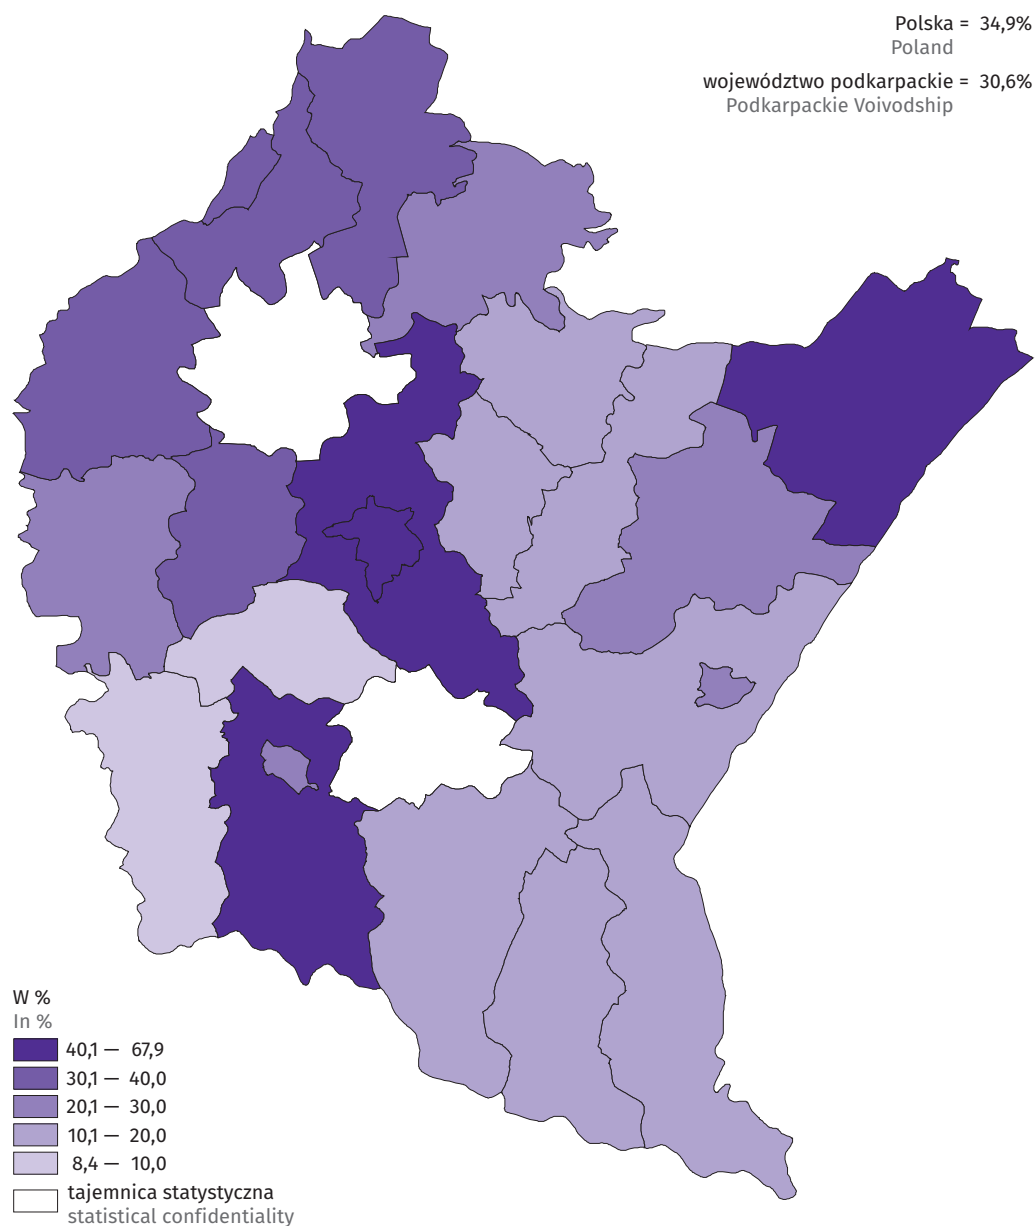 Polska = 34,9%
Poland
województwo podkarpackie = 30,6%
Podkarpackie Voivodship
W %
In %
40,1 — 67,9
30,1 — 40,0
20,1 — 30,0
10,1 — 20,0
8,4 — 10,0
tajemnica statystyczna
statistical confidentiality